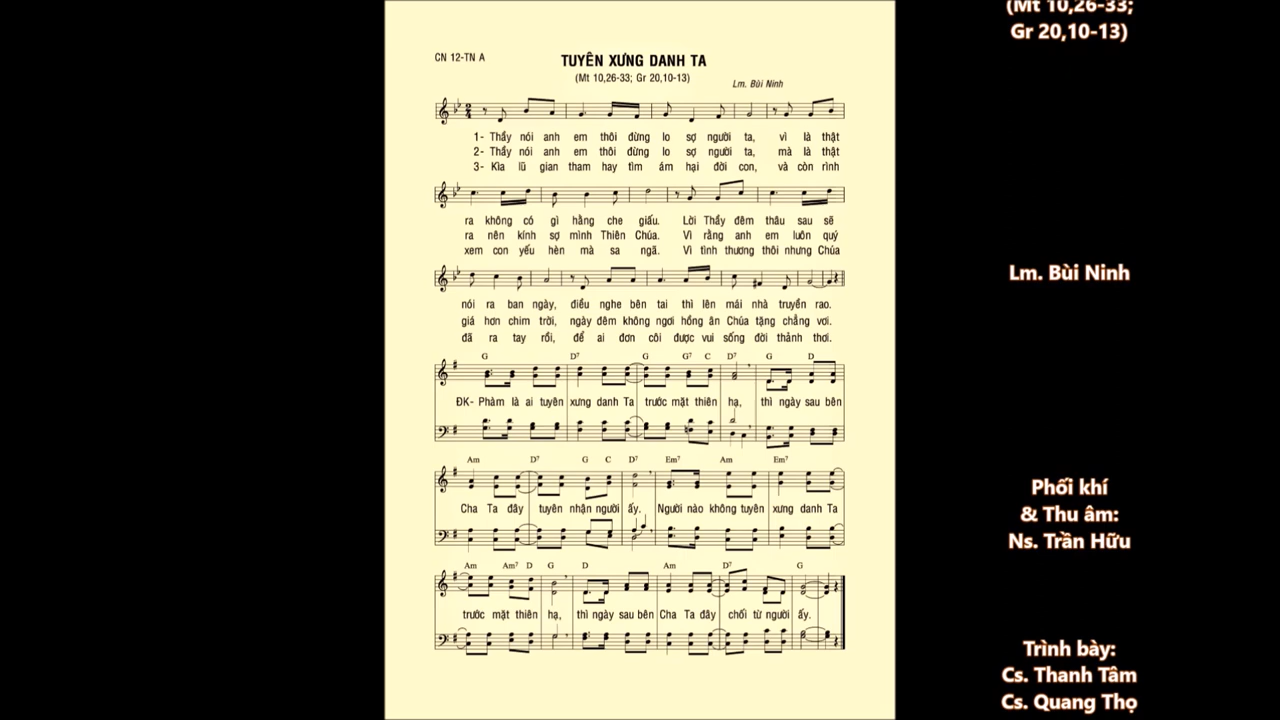 CN 12-TN A
TUYÊN XƯNG DANH TA
(Mt 10,26-33; Gr 20,10-13)
Lm. Bùi Ninh
1- Thầy nói anh em thôi đừng lo sợ người ta, vì là thật
2- Thầy nói anh em thôi đừng lo sợ người ta, mà là thật
3- Kìa lũ gian tham hay tìm ám hại đời con, và còn rình
ra không có gì hằng che giấu. Lời Thầy đêm thâu sau sẽ
ra nên kính sợ mình Thiên Chúa. Vì rằng anh em luôn quý
xem con yếu hèn mà sa ngã. Vì tình thương thôi nhưng Chúa
nói ra ban ngày, điều nghe bên tai thì lên mái nhà truyền rao.
giá hơn chim trời, ngày đêm không ngơi hồng ân Chúa tặng chẳng vơi.
đã ra tay rồi, để ai đơn côi được vui sống đời thảnh thơi.
G D7 G G7 C D7 G D
ĐK- Phàm là ai tuyên xưng danh Ta trước mặt thiên hạ, thì ngày sau bên
Am D7 G C D7 Em7 Am Em7
Cha Ta đây tuyên nhận người ấy. Người nào không tuyên xưng danh Ta
Am Am7 D G D Am D7 G
trước mặt thiên hạ, thì ngày sau bên Cha Ta đây chối từ người ấy.
(Mt 10,26-33;
Gr 20,10-13)
Lm. Bùi Ninh
Phối khí
& Thu âm:
Ns. Trần Hữu
Trình bày:
Cs. Thanh Tâm
Cs. Quang Thọ